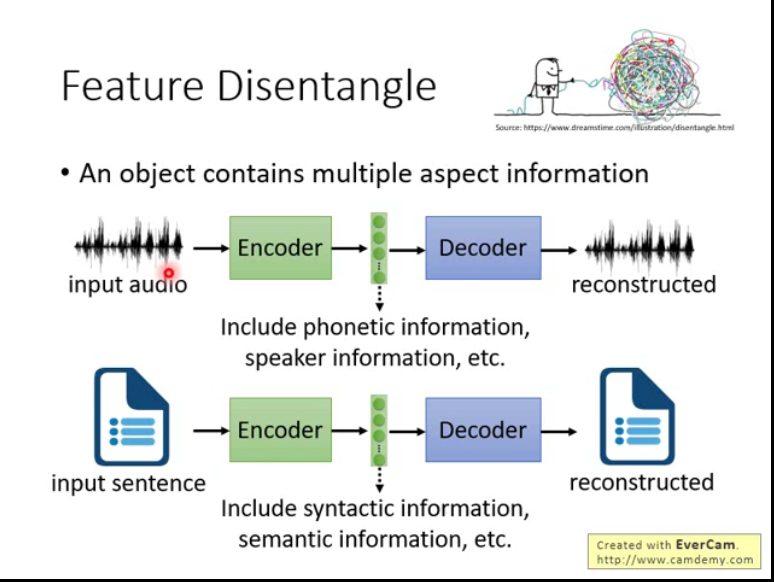 Feature Disentangle
Source: https://www.dreamstime.com/illustration/disentangle.html
• An object contains multiple aspect information
Encoder
Decoder
input audio
reconstructed
Include phonetic information,
speaker information, etc.
Encoder
Decoder
input sentence
reconstructed
Include syntactic information,
semantic information, etc.
Created with EverCam.
http://www.camdemy.com